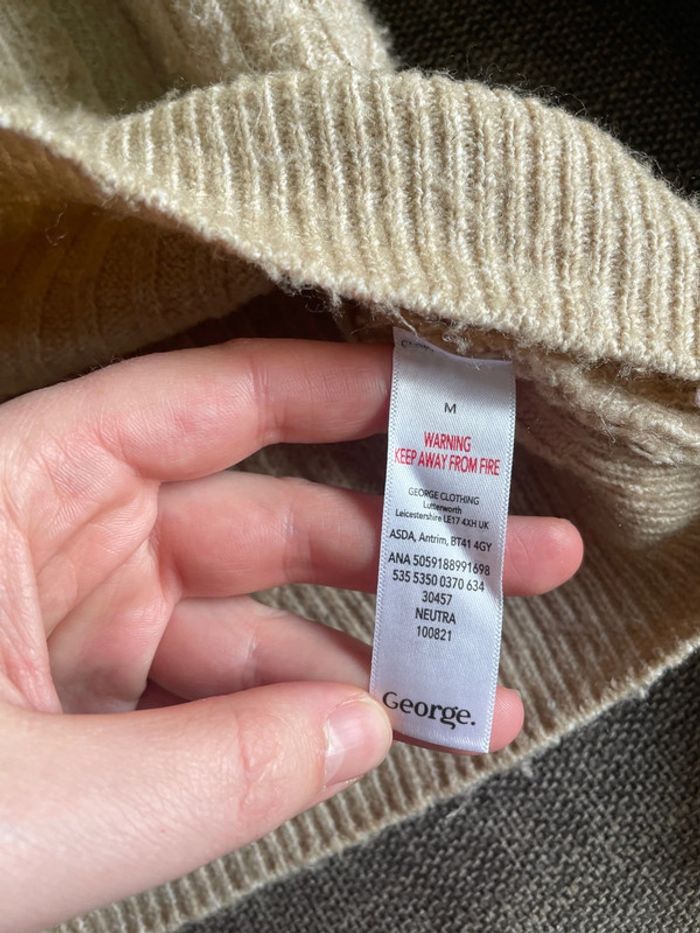 M
WARNING
KEEP AWAY FROM FIRE
GEORGE CLOTHING
Lutterworth
Leicestershire LE17 4XH UK
ASDA, Antrim, BT41 4GY
ANA 5059188991698
535 5350 0370 634
30457
NEUTRA
100821
George.